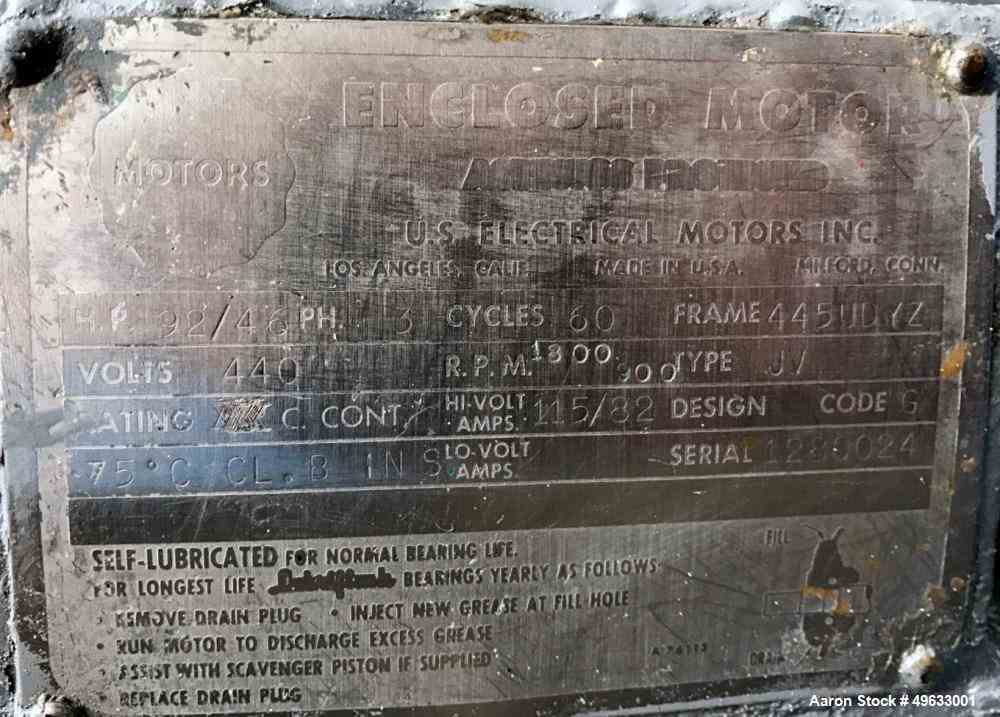 ENCLOSED MOTOR
MOTORS
U.S. ELECTRICAL MOTORS INC.
LOS ANGELES, CALIF. MADE IN U.S.A. MILFORD, CONN.
H.P. 92/46 PH. 3 CYCLES 60 FRAME 445UDYZ
VOLTS 440 R.P.M. 1800 900 TYPE JV
RATING C. CONT. HI-VOLT AMPS. 115/82 DESIGN CODE G
75°C CL.B INS LO-VOLT AMPS. SERIAL
SELF-LUBRICATED FOR NORMAL BEARING LIFE.
FOR LONGEST LIFE BEARINGS YEARLY AS FOLLOWS:
• REMOVE DRAIN PLUG • INJECT NEW GREASE AT FILL HOLE
• RUN MOTOR TO DISCHARGE EXCESS GREASE
• ASSIST WITH SCAVENGER PISTON IF SUPPLIED
• REPLACE DRAIN PLUG
FILL
DRAIN
Aaron Stock # 49633001